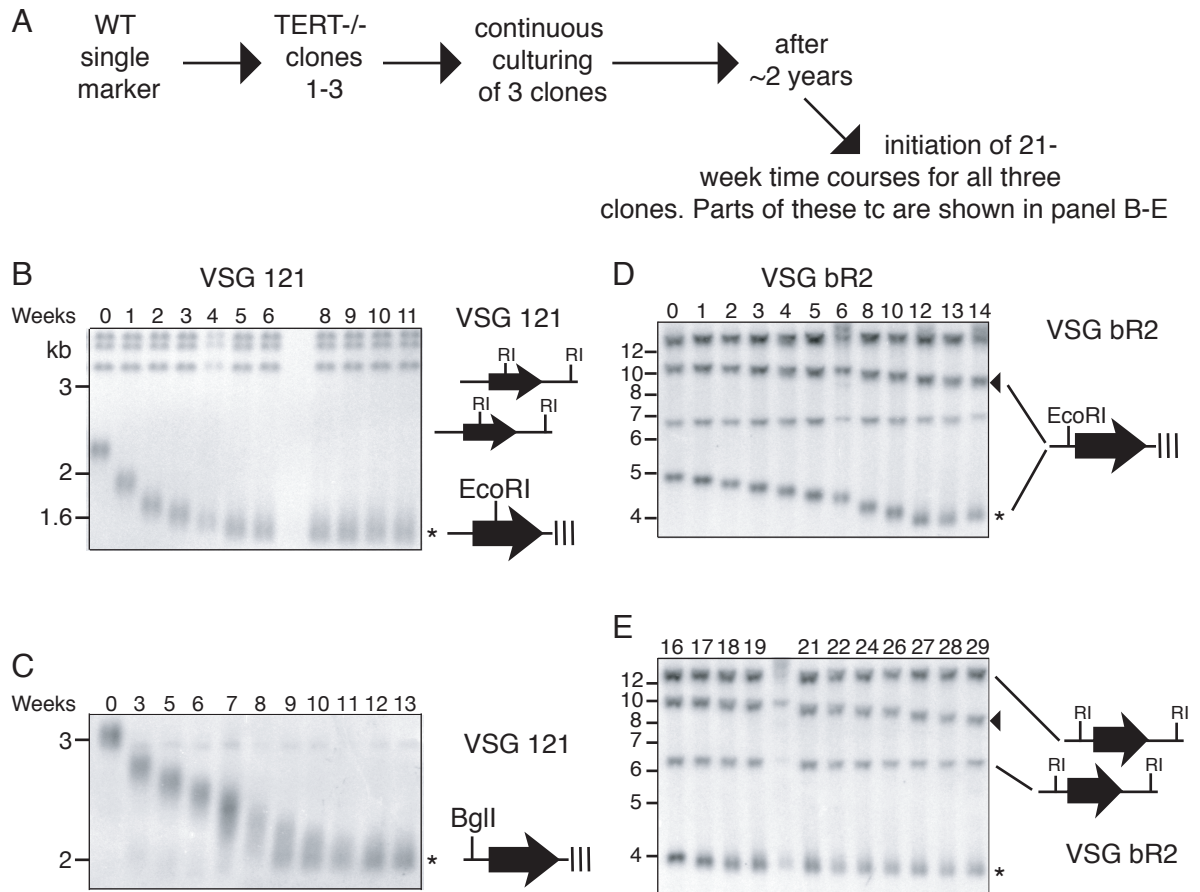 A
WT
single
marker
TERT-/-
clones
1-3
continuous
culturing
of 3 clones
after
~2 years
initiation of 21-
week time courses for all three
clones. Parts of these tc are shown in panel B-E
B
VSG 121
Weeks 0 1 2 3 4 5 6 8 9 10 11
kb
3
2
1.6
*
VSG 121
RI RI
RI RI
EcoRI
C
Weeks 0 3 5 6 7 8 9 10 11 12 13
3
2
*
VSG 121
BglI
D
VSG bR2
0 1 2 3 4 5 6 8 10 12 13 14
12
10
8
7
6
5
4
*
VSG bR2
EcoRI
E
16 17 18 19 21 22 24 26 27 28 29
12
10
8
7
6
5
4
*
RI RI
RI RI
VSG bR2